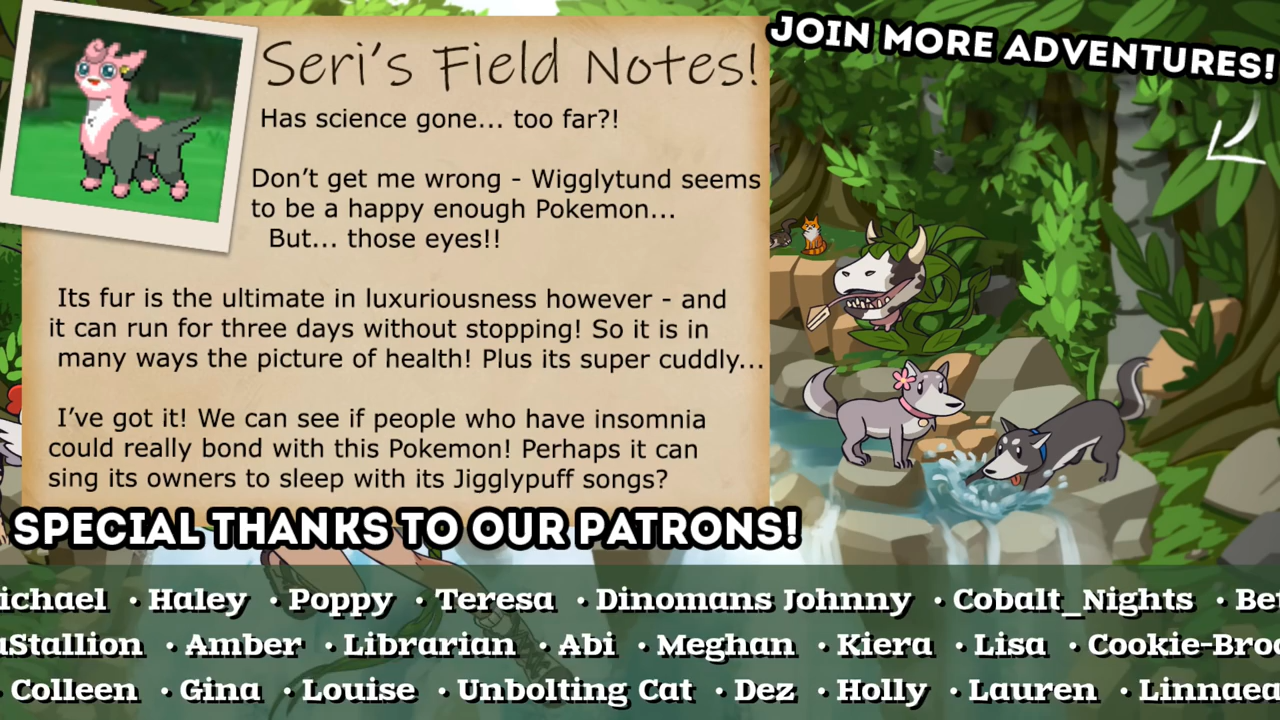 Seri's Field Notes!
JOIN MORE ADVENTURES!
Has science gone... too far?!
Don't get me wrong - Wigglytund seems
to be a happy enough Pokemon...
But... those eyes!!
Its fur is the ultimate in luxuriousness however - and
it can run for three days without stopping! So it is in
many ways the picture of health! Plus its super cuddly...
I've got it! We can see if people who have insomnia
could really bond with this Pokemon! Perhaps it can
sing its owners to sleep with its Jigglypuff songs?
SPECIAL THANKS TO OUR PATRONS!
ichael • Haley • Poppy • Teresa • Dinomans Johnny • Cobalt_Nights • Be
Stallion • Amber • Librarian • Abi • Meghan • Kiera • Lisa • Cookie-Broo
• Colleen • Gina • Louise • Unbolting Cat • Dez • Holly • Lauren • Linnaea